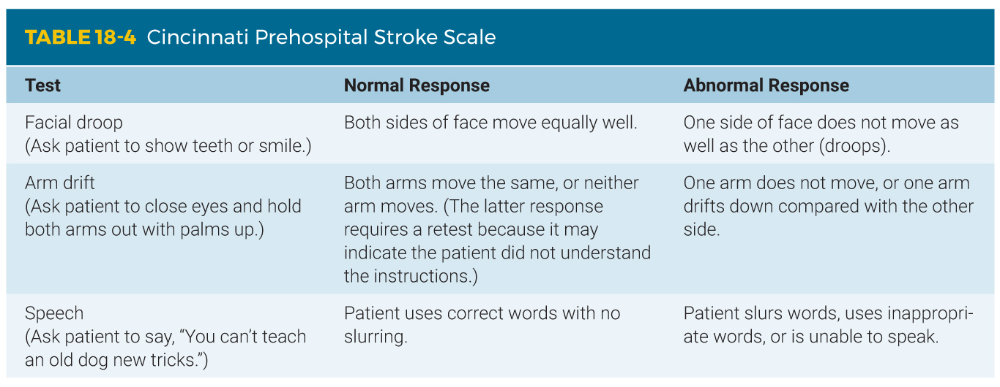 TABLE 18-4 Cincinnati Prehospital Stroke Scale
Test Normal Response Abnormal Response
Facial droop
(Ask patient to show teeth or smile.)
Both sides of face move equally well.
One side of face does not move as
well as the other (droops).
Arm drift
(Ask patient to close eyes and hold
both arms out with palms up.)
Both arms move the same, or neither
arm moves. (The latter response
requires a retest because it may
indicate the patient did not understand
the instructions.)
One arm does not move, or one arm
drifts down compared with the other
side.
Speech
(Ask patient to say, “You can’t teach
an old dog new tricks.”)
Patient uses correct words with no
slurring.
Patient slurs words, uses inappropri-
ate words, or is unable to speak.